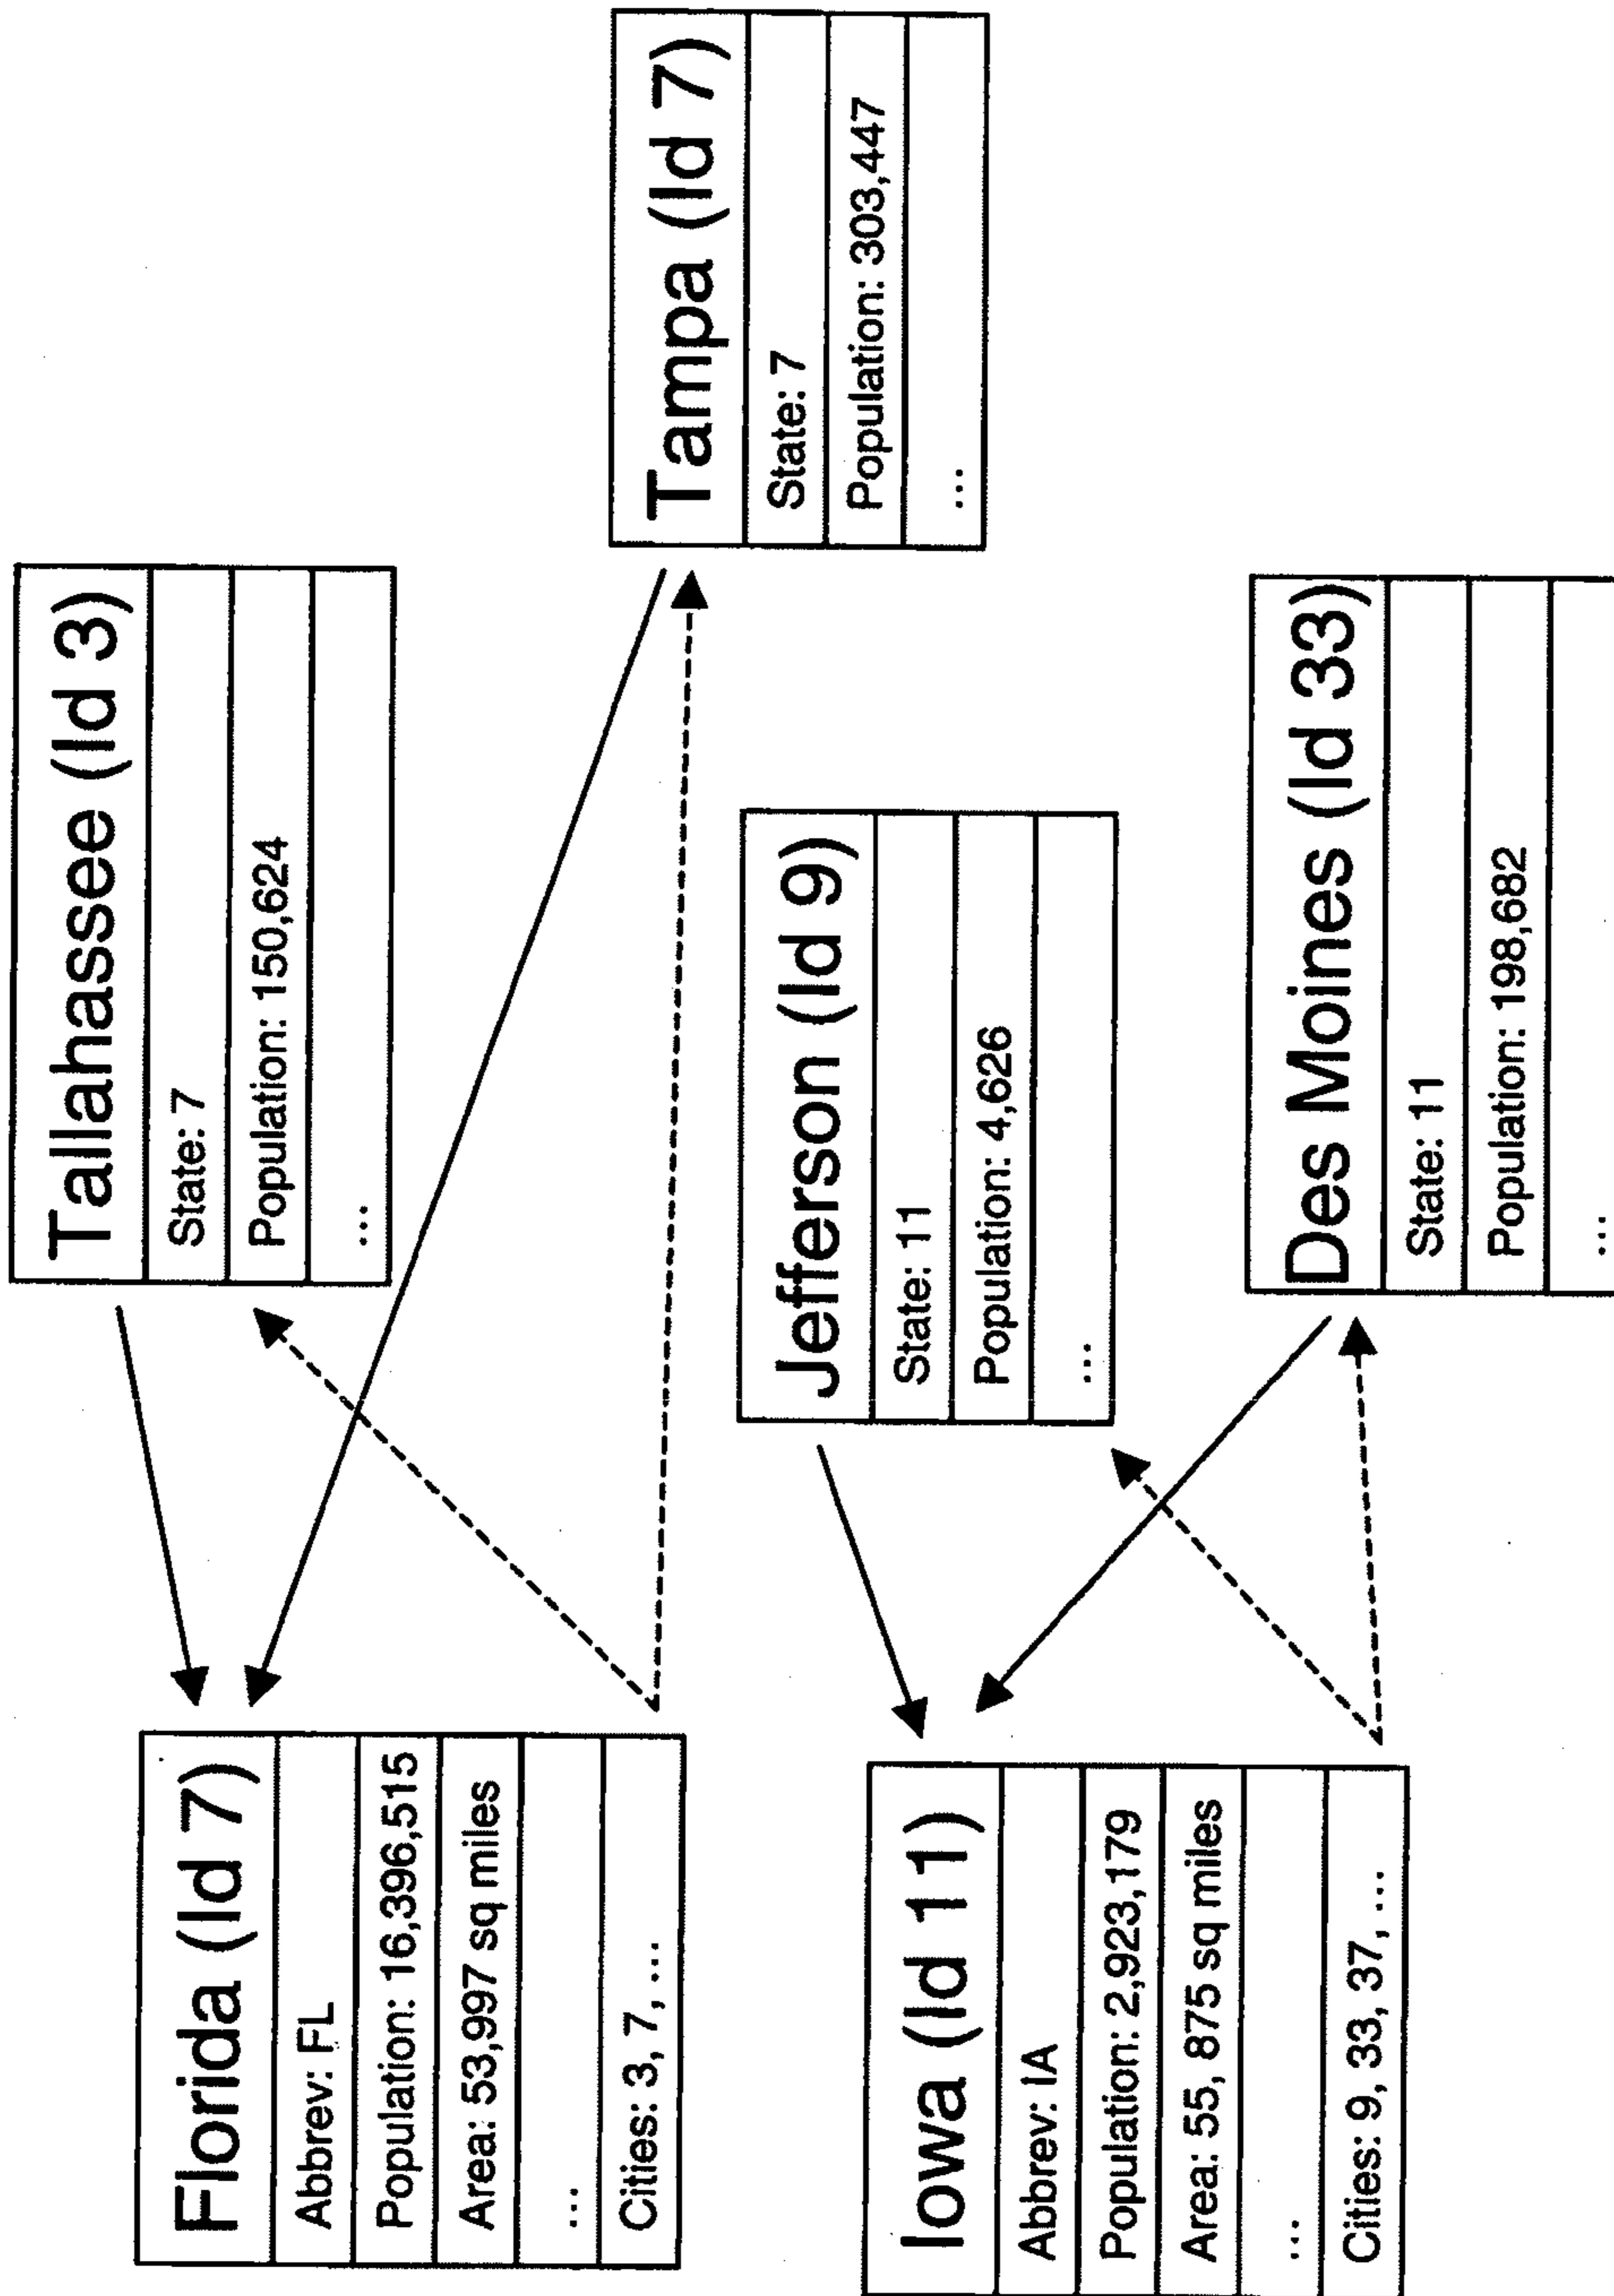 Florida (Id 7)
Abbrev: FL
Population: 16,396,515
Area: 53,997 sq miles
...
Cities: 3, 7, ...
Tallahassee (Id 3)
State: 7
Population: 150,624
...
Tampa (Id 7)
State: 7
Population: 303,447
...
Iowa (Id 11)
Abbrev: IA
Population: 2,923,179
Area: 55, 875 sq miles
...
Cities: 9, 33, 37, ...
Jefferson (Id 9)
State: 11
Population: 4,626
...
Des Moines (Id 33)
State: 11
Population: 198,682
...